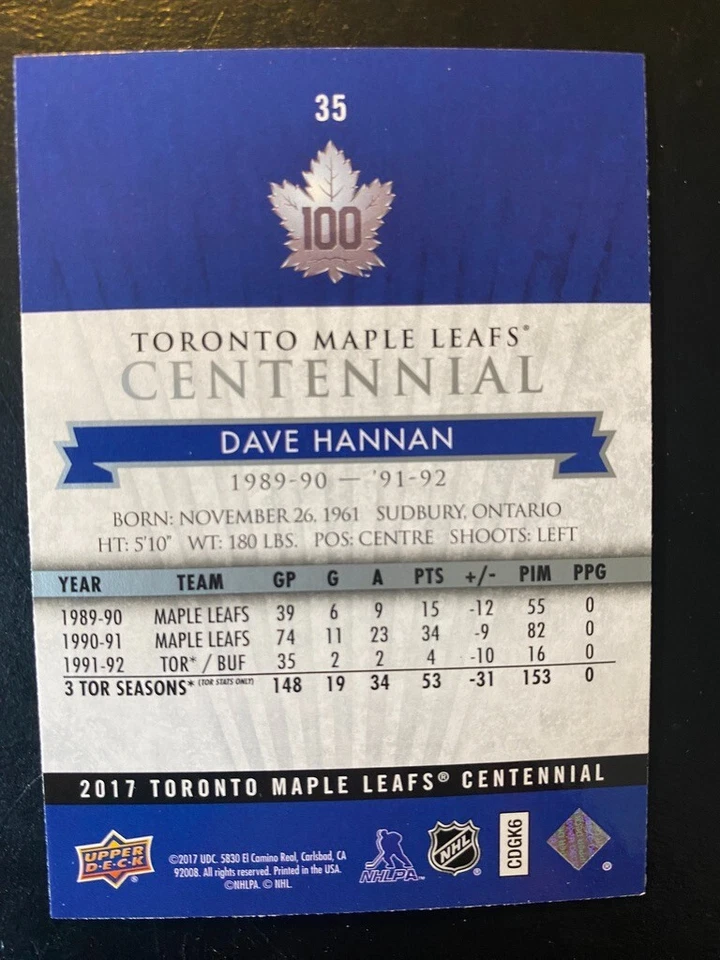 35
100
TORONTO MAPLE LEAFS®
CENTENNIAL
DAVE HANNAN
1989-90 — '91-92
BORN: NOVEMBER 26, 1961 SUDBURY, ONTARIO
HT: 5'10" WT: 180 LBS. POS: CENTRE SHOOTS: LEFT
YEAR TEAM GP G A PTS +/- PIM PPG
1989-90 MAPLE LEAFS 39 6 9 15 -12 55 0
1990-91 MAPLE LEAFS 74 11 23 34 -9 82 0
1991-92 TOR* / BUF 35 2 2 4 -10 16 0
3 TOR SEASONS* (TOR STATS ONLY) 148 19 34 53 -31 153 0
2017 TORONTO MAPLE LEAFS® CENTENNIAL
UPPER
D·E·C·K
®
©2017 UDC. 5830 El Camino Real, Carlsbad, CA
92008. All rights reserved. Printed in the USA.
©NHLPA. © NHL.
NHLPA™
NHL
®
CDGK6
®